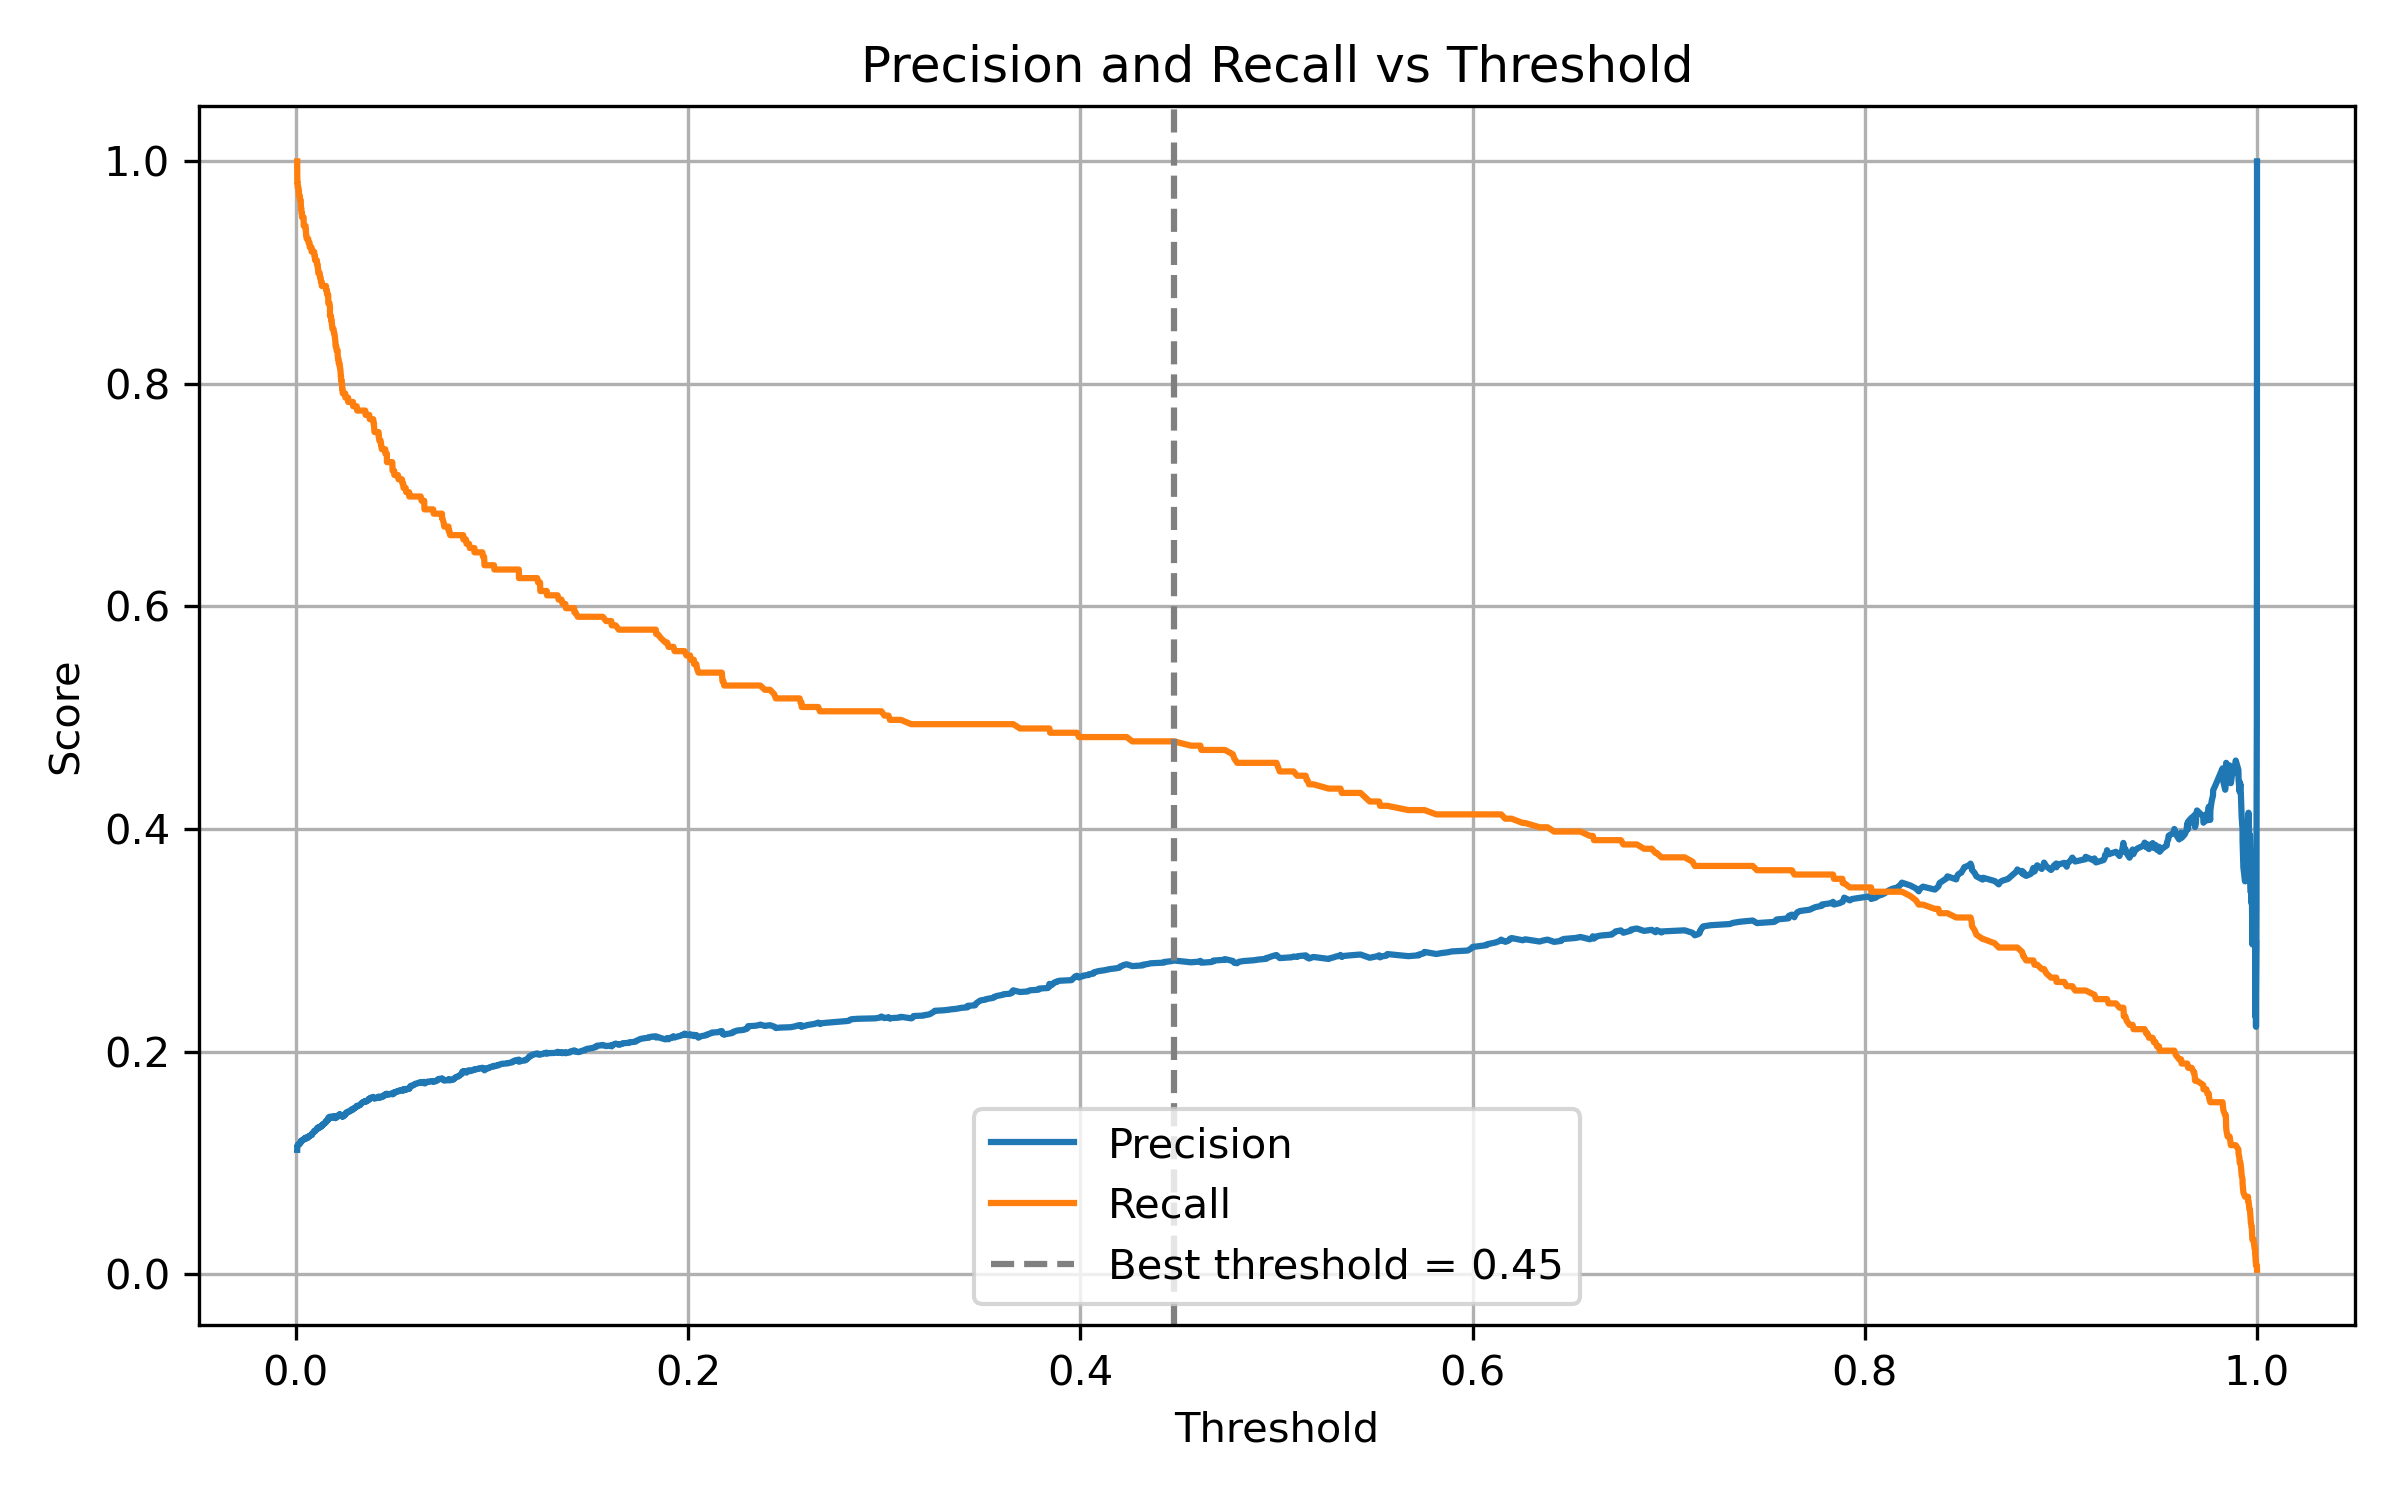 Precision and Recall vs Threshold
1.0
0.8
0.6
0.4
0.2
0.0
Score
Precision
Recall
Best threshold = 0.45
0.0 0.2 0.4 0.6 0.8 1.0
Threshold